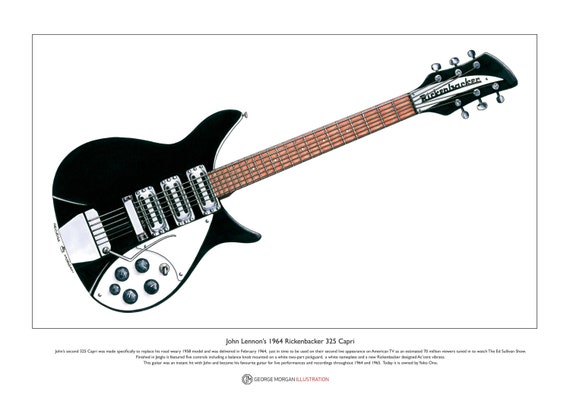 Rickenbacker
John Lennon's 1964 Rickenbacker 325 Capri
John's second 325 Capri was made specifically to replace his road weary 1958 model and was delivered in February 1964, just in time to be used on their second live appearance on American TV as an estimated 70 million viewers tuned in to watch The Ed Sullivan Show.
Finished in Jetglo it featured five controls including a balance knob mounted on a white two-part pickguard, a white nameplate and a new Rickenbacker designed Ac'cent vibrato.
This guitar was an instant hit with John and became his favourite guitar for live performances and recordings throughout 1964 and 1965. Today it is owned by Yoko Ono.
GEORGE MORGAN ILLUSTRATION